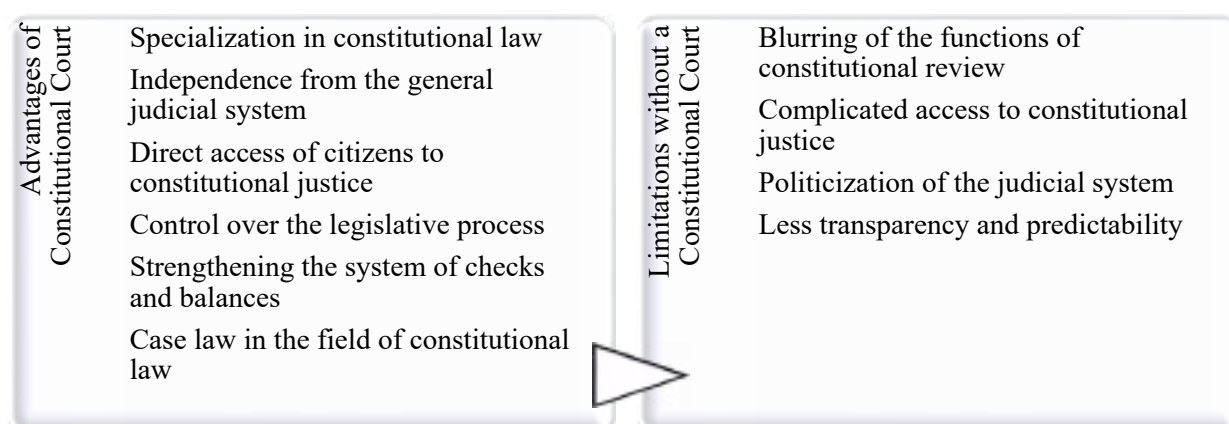 Advantages of
Constitutional Court
Specialization in constitutional law
Independence from the general
judicial system
Direct access of citizens to
constitutional justice
Control over the legislative process
Strengthening the system of checks
and balances
Case law in the field of constitutional
law
Limitations without a
Constitutional Court
Blurring of the functions of
constitutional review
Complicated access to constitutional
justice
Politicization of the judicial system
Less transparency and predictability